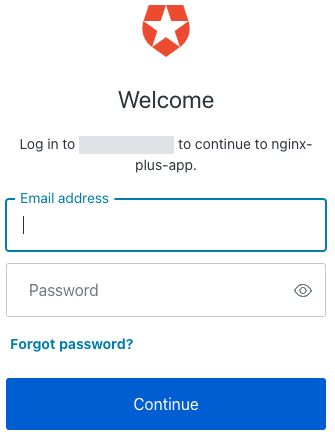 Welcome
Log in to to continue to nginx-
plus-app.
Email address
Password
Forgot password?
Continue